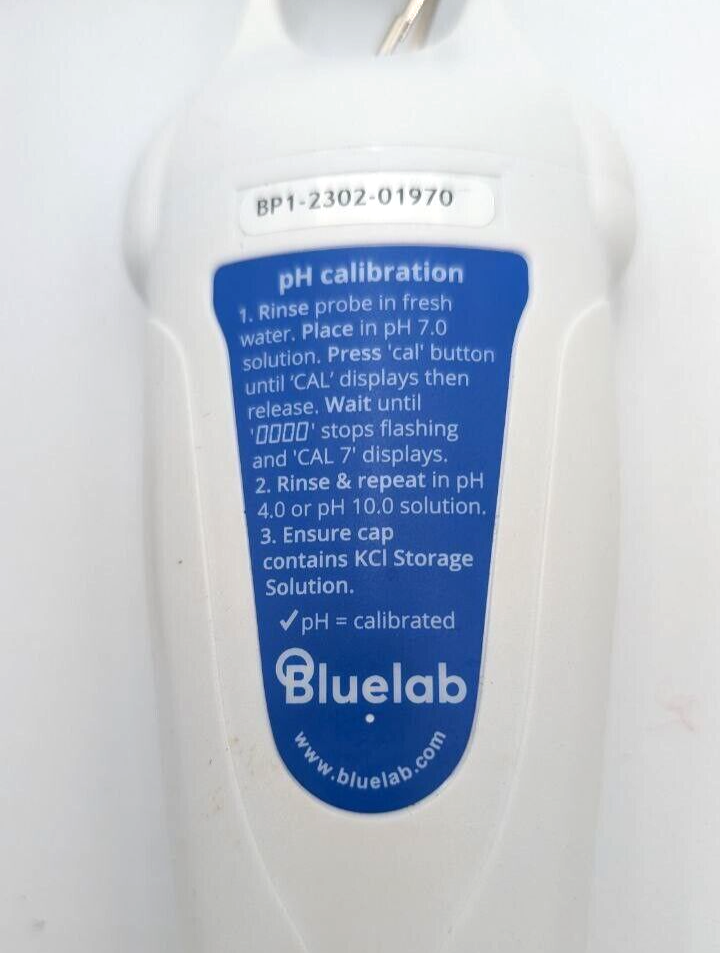 BP1-2302-01970
pH calibration
1. Rinse probe in fresh
water. Place in pH 7.0
solution. Press 'cal' button
until ‘CAL’ displays then
release. Wait until
'▯▯▯▯' stops flashing
and 'CAL 7' displays.
2. Rinse & repeat in pH
4.0 or pH 10.0 solution.
3. Ensure cap
contains KCl Storage
Solution.
✓pH = calibrated
Bluelab
www.bluelab.com